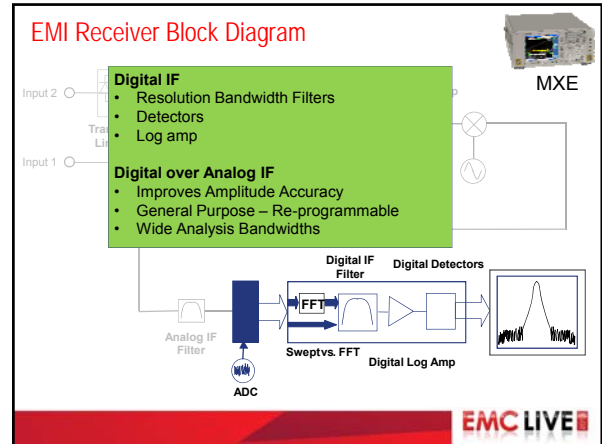 EMI Receiver Block Diagram
MXE
Input 2
Digital IF
• Resolution Bandwidth Filters
• Detectors
• Log amp
Input 1
Digital over Analog IF
• Improves Amplitude Accuracy
• General Purpose – Re-programmable
• Wide Analysis Bandwidths
Digital IF
Filter
Digital Detectors
FFT
Analog IF
Filter
Swept vs. FFT
Digital Log Amp
ADC
EMC LIVE